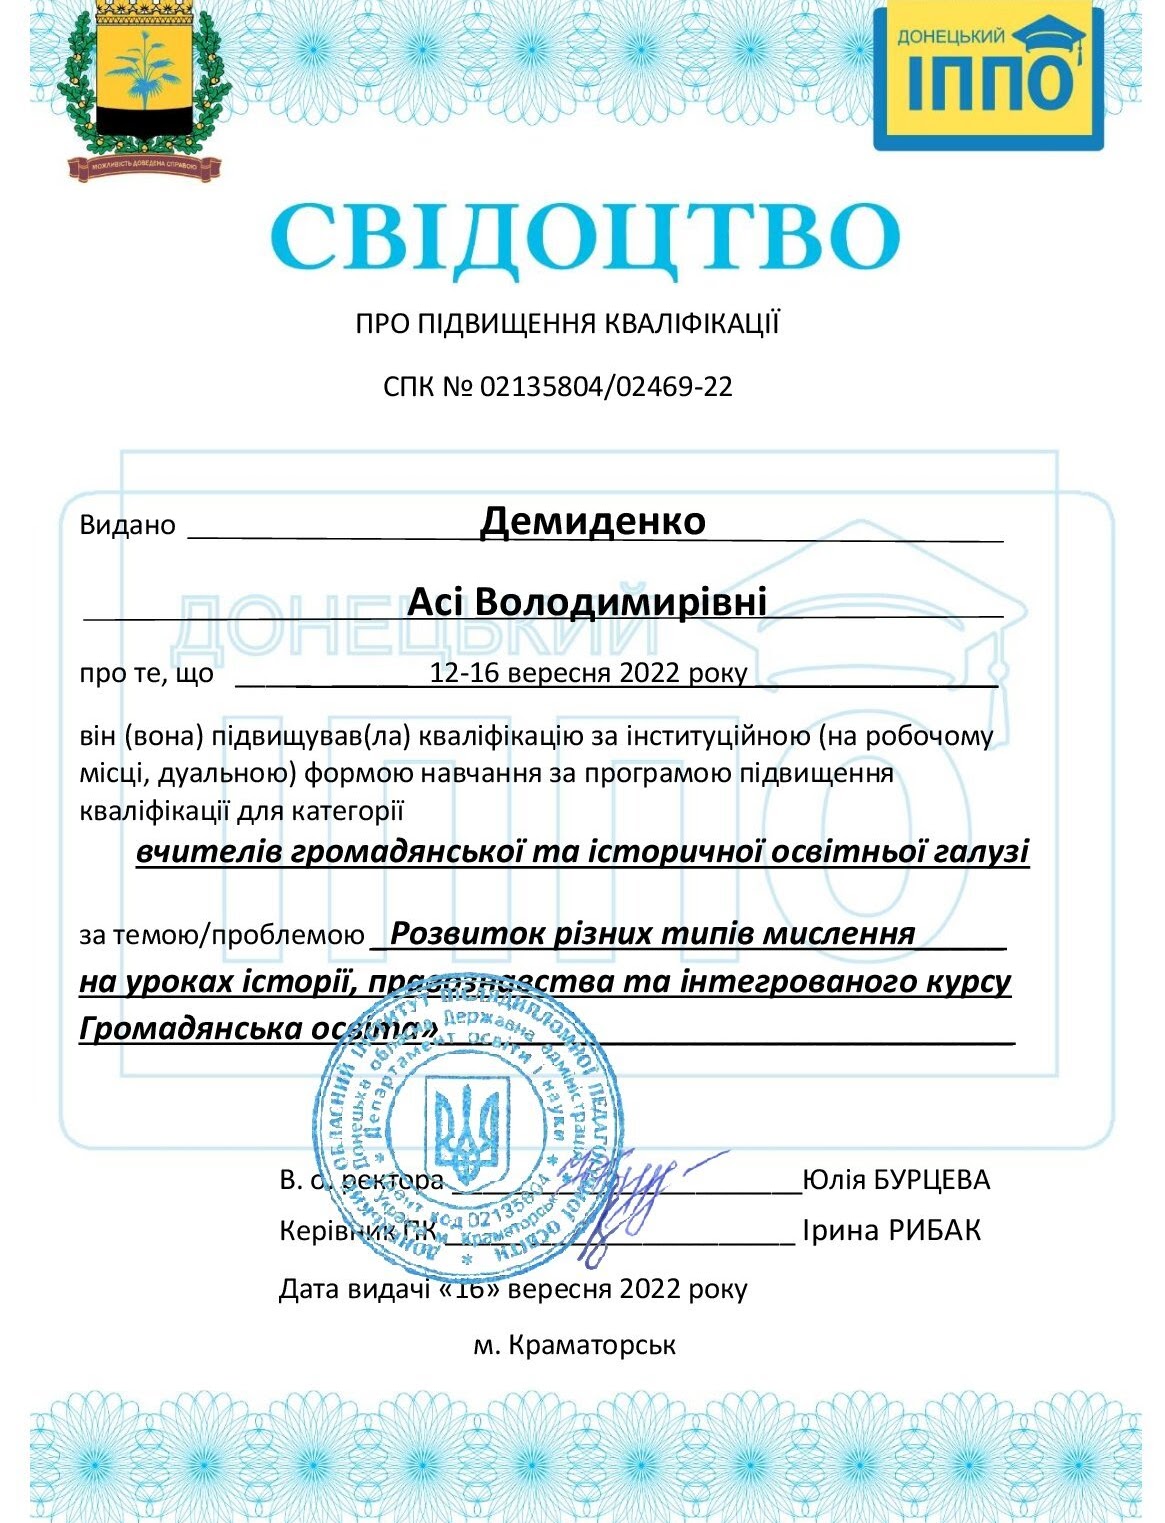 МОЖЛИВІСТЬ ДОВЕДЕНА СПРАВОЮ
ДОНЕЦЬКИЙ
ІППО
СВІДОЦТВО
ПРО ПІДВИЩЕННЯ КВАЛІФІКАЦІЇ
СПК № 02135804/02469-22
Видано Демиденко
Асі Володимирівні
ДОНЕЦЬКИЙ
ІППО
про те, що 12-16 вересня 2022 року
він (вона) підвищував(ла) кваліфікацію за інституційною (на робочому
місці, дуальною) формою навчання за програмою підвищення
кваліфікації для категорії
вчителів громадянської та історичної освітньої галузі
за темою/проблемою Розвиток різних типів мислення
на уроках історії, правознавства та інтегрованого курсу
Громадянська освіта»
ДОНЕЦЬКИЙ ОБЛАСНИЙ ІНСТИТУТ ПІСЛЯДИПЛОМНОЇ ПЕДАГОГІЧНОЇ ОСВІТИ
Донецька обласна Державна адміністрація
Департамент освіти і науки
код 02135804
Україна м. Краматорськ
В. о. ректора Юлія БУРЦЕВА
Керівник ПК Ірина РИБАК
Дата видачі «16» вересня 2022 року
м. Краматорськ